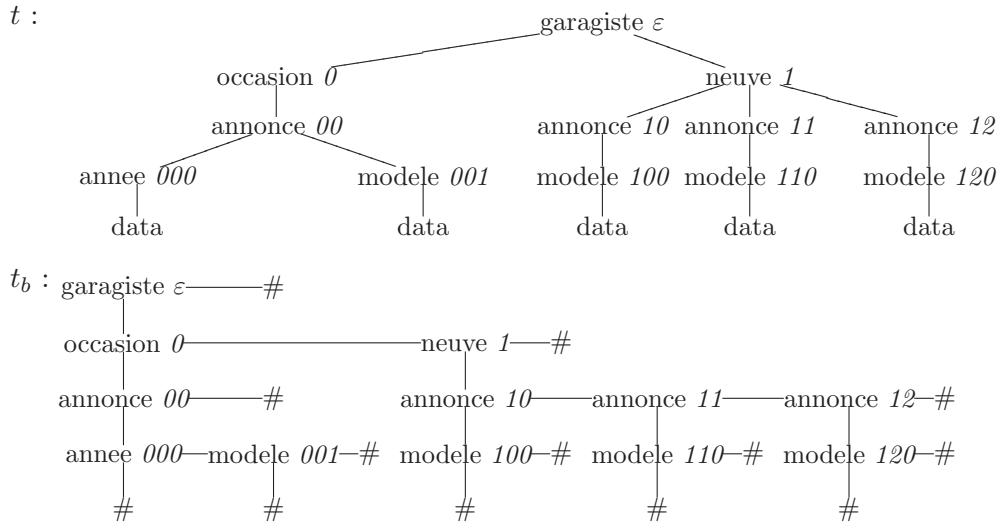 t :
garagiste ε
occasion 0 neuve 1
annonce 00 annonce 10 annonce 11 annonce 12
annee 000 modele 001 modele 100 modele 110 modele 120
data data data data data
t_b : garagiste ε #
occasion 0 neuve 1 #
annonce 00 # annonce 10 annonce 11 annonce 12 #
annee 000 modele 001 # modele 100 # modele 110 # modele 120 #
# # # # #